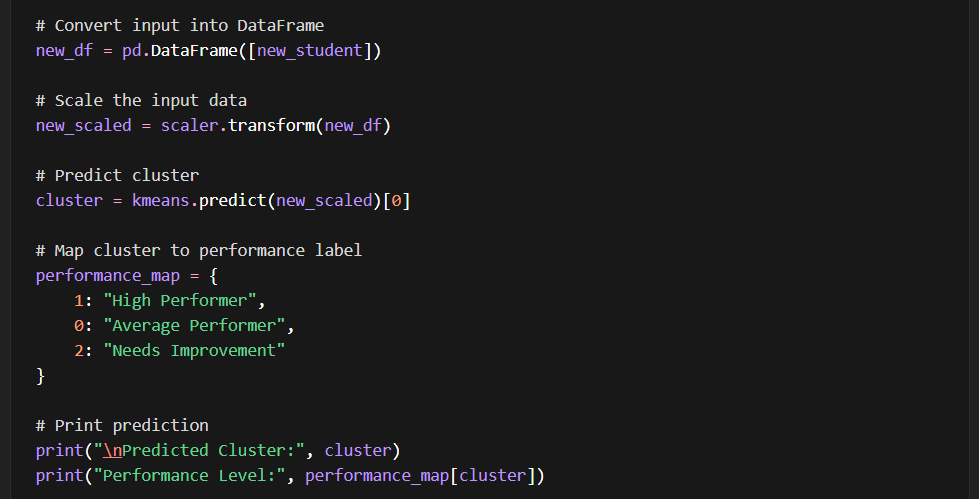 # Convert input into DataFrame
new_df = pd.DataFrame([new_student])
# Scale the input data
new_scaled = scaler.transform(new_df)
# Predict cluster
cluster = kmeans.predict(new_scaled)[0]
# Map cluster to performance label
performance_map = {
    1: "High Performer",
    0: "Average Performer",
    2: "Needs Improvement"
}
# Print prediction
print("\nPredicted Cluster:", cluster)
print("Performance Level:", performance_map[cluster])